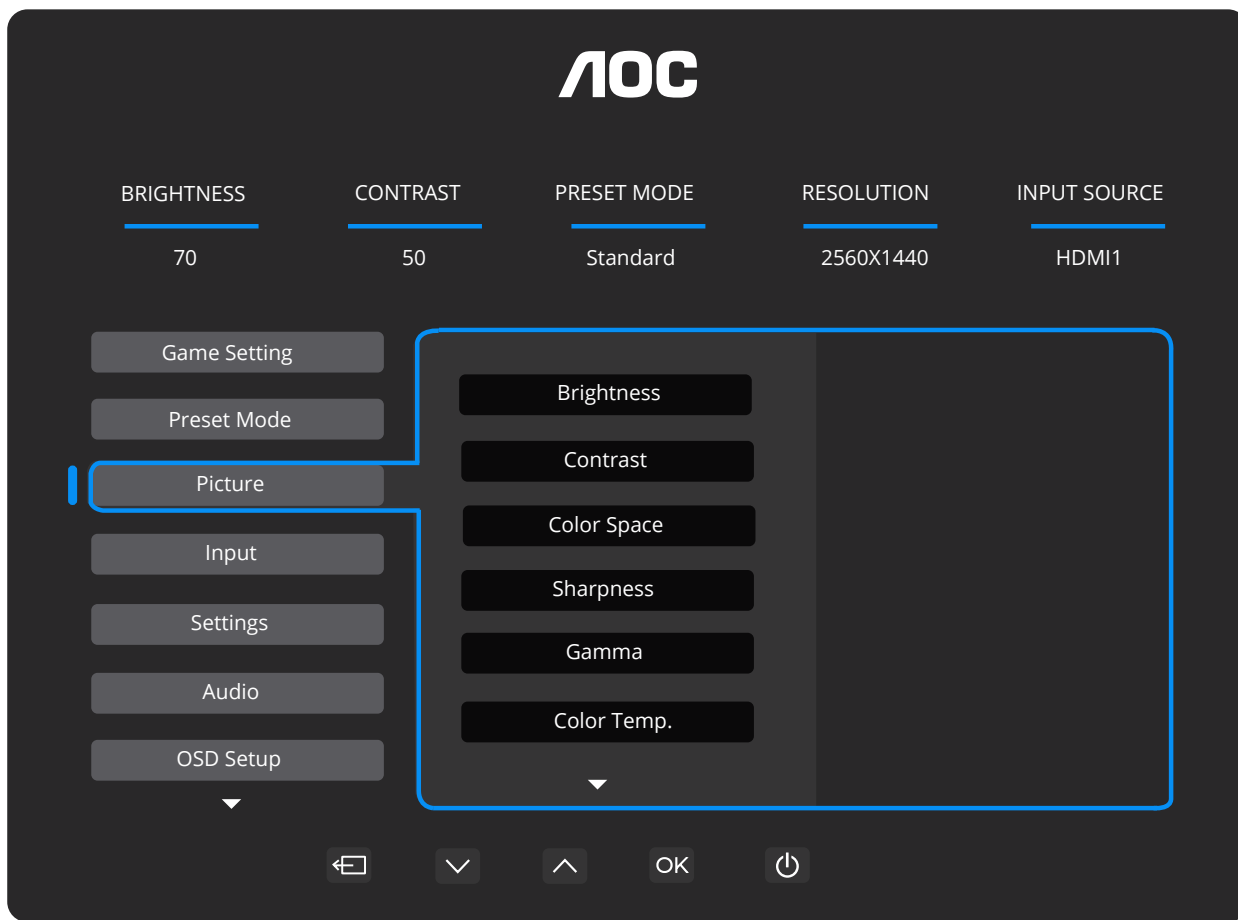 AOC
BRIGHTNESS CONTRAST PRESET MODE RESOLUTION INPUT SOURCE
70 50 Standard 2560X1440 HDMI1
Game Setting
Preset Mode
Picture
Input
Settings
Audio
OSD Setup
Brightness
Contrast
Color Space
Sharpness
Gamma
Color Temp.
OK